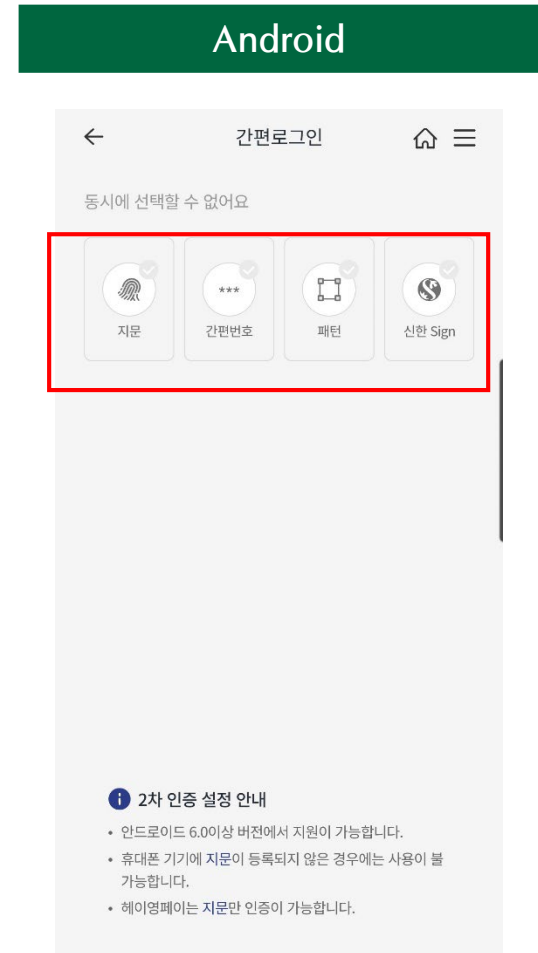 Android
간편로그인
동시에 선택할 수 없어요
***
지문 간편번호 패턴 신한 Sign
2차 인증 설정 안내
• 안드로이드 6.0이상 버전에서 지원이 가능합니다.
• 휴대폰 기기에 지문이 등록되지 않은 경우에는 사용이 불
가능합니다.
• 헤이영페이는 지문만 인증이 가능합니다.